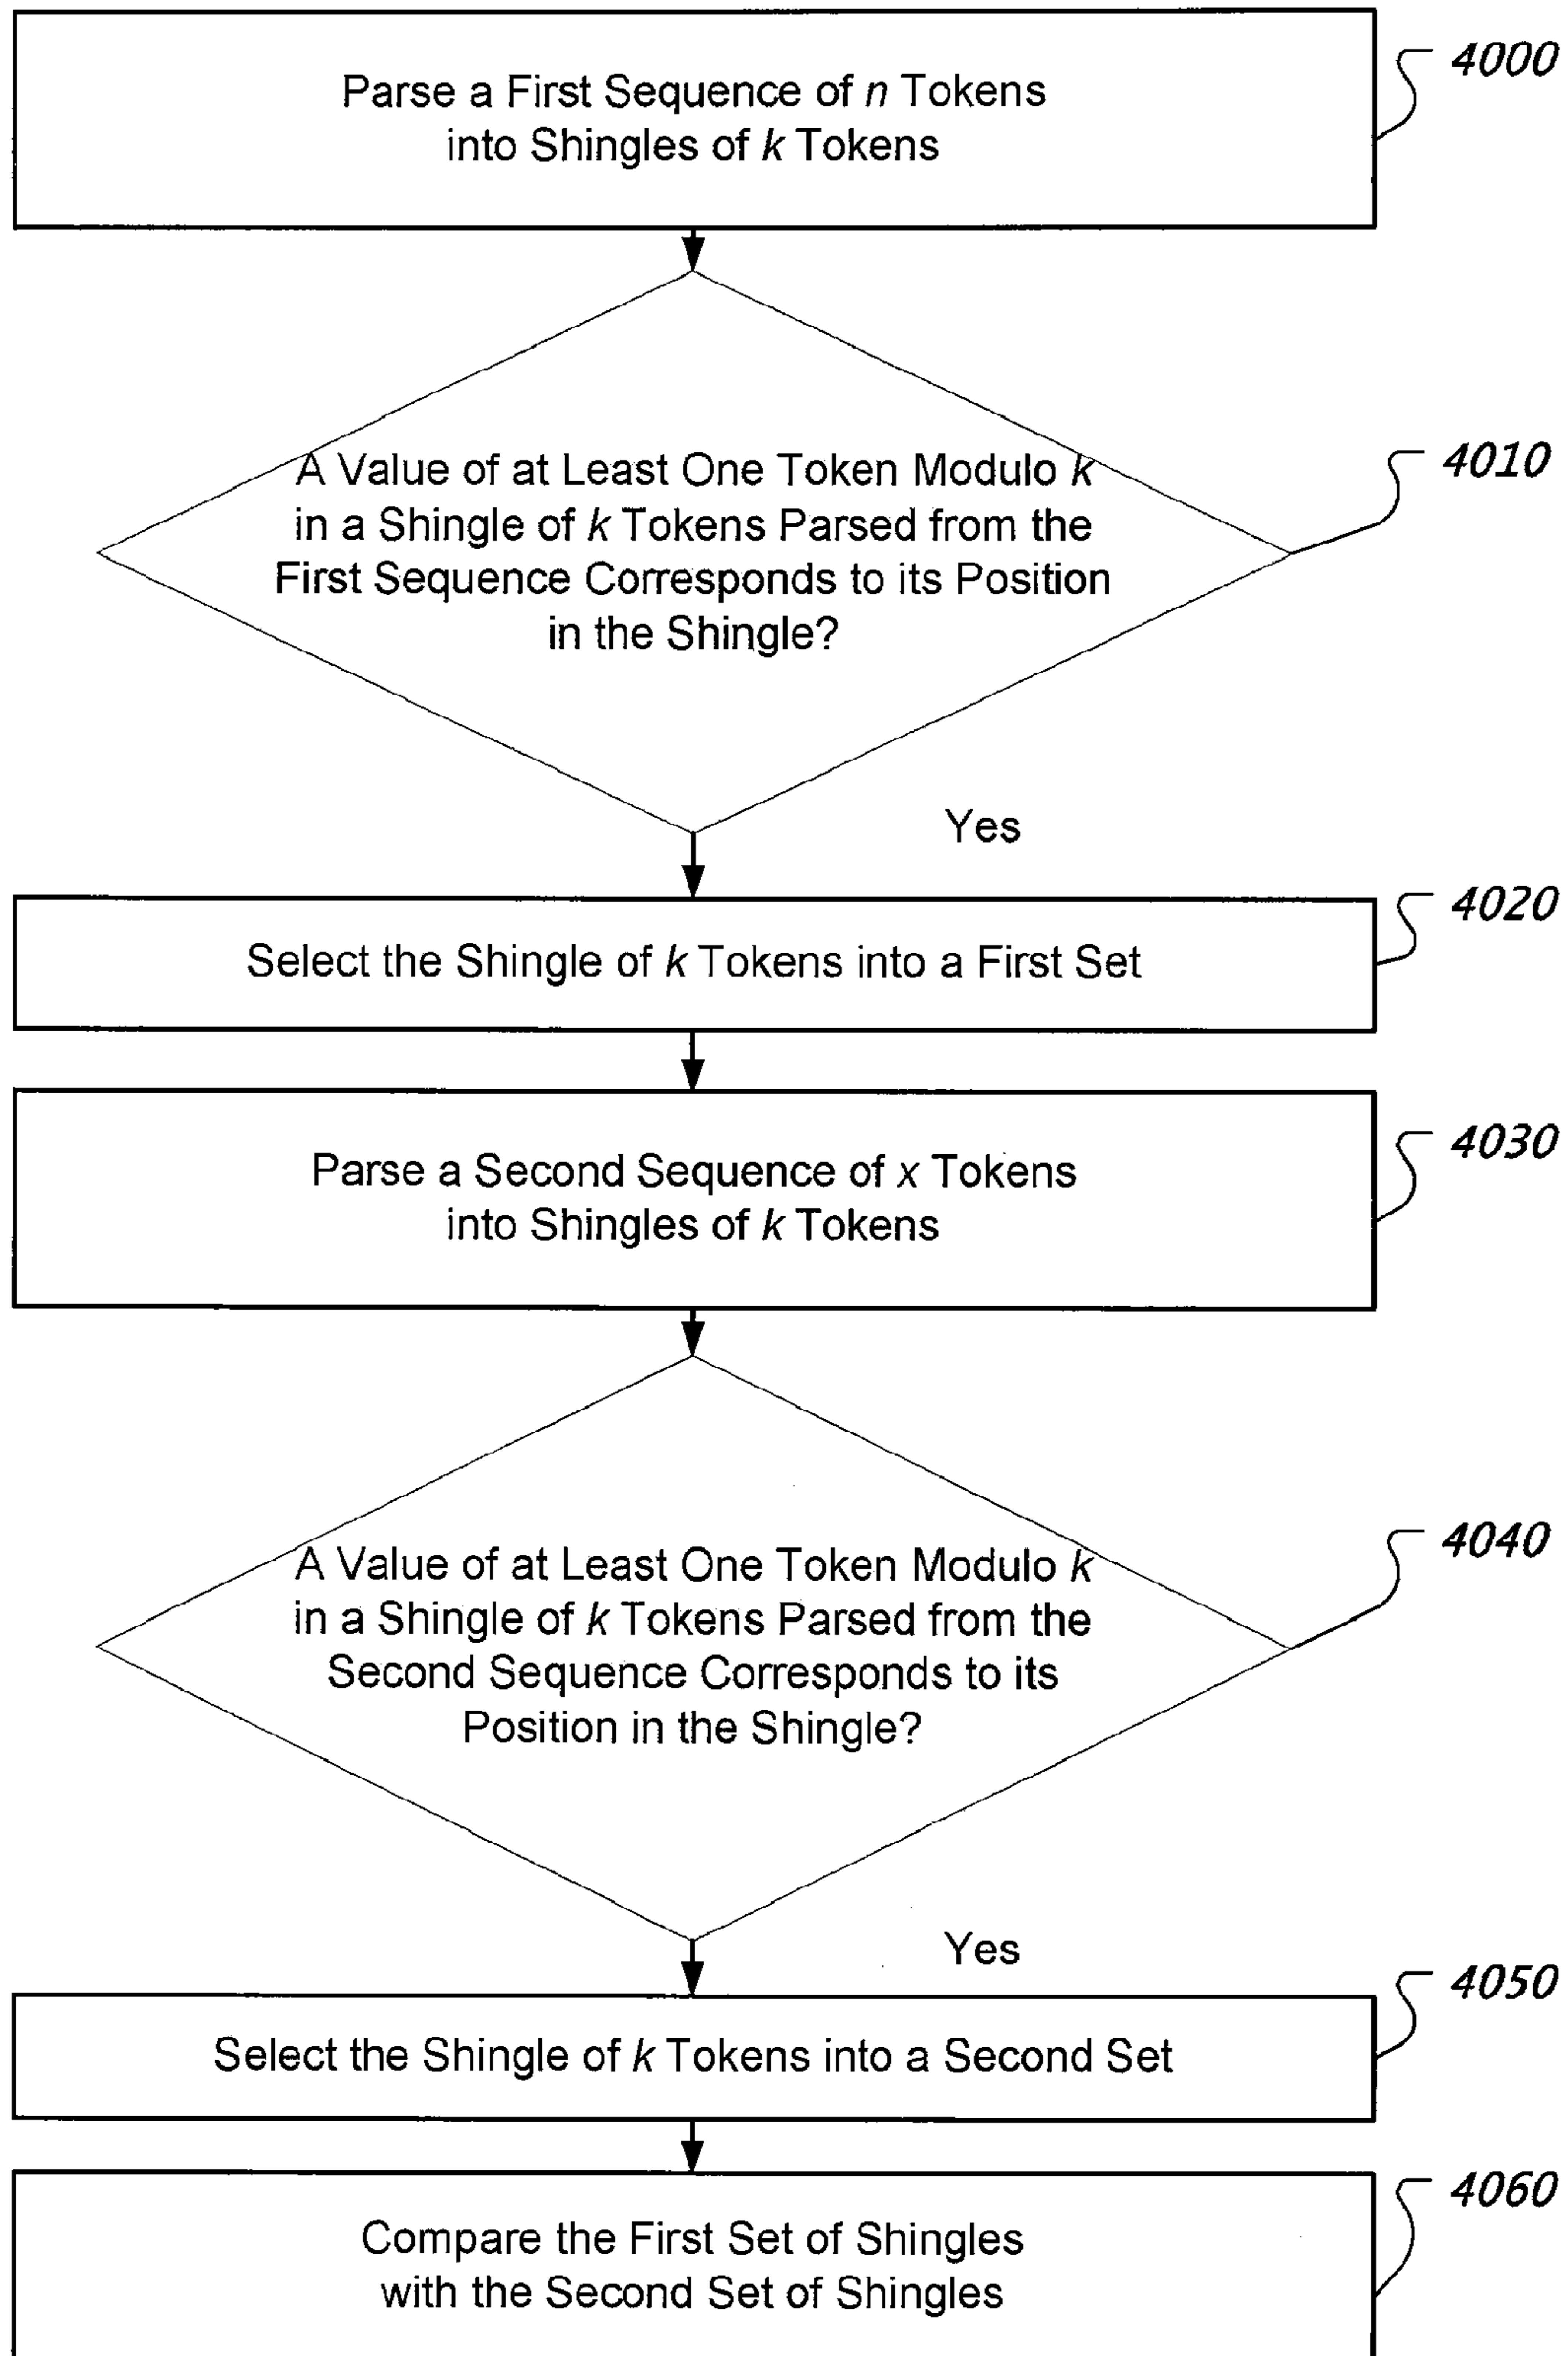 Parse a First Sequence of n Tokens
into Shingles of k Tokens
4000
A Value of at Least One Token Modulo k
in a Shingle of k Tokens Parsed from the
First Sequence Corresponds to its Position
in the Shingle?
4010
Yes
Select the Shingle of k Tokens into a First Set
4020
Parse a Second Sequence of x Tokens
into Shingles of k Tokens
4030
A Value of at Least One Token Modulo k
in a Shingle of k Tokens Parsed from the
Second Sequence Corresponds to its
Position in the Shingle?
4040
Yes
Select the Shingle of k Tokens into a Second Set
4050
Compare the First Set of Shingles
with the Second Set of Shingles
4060